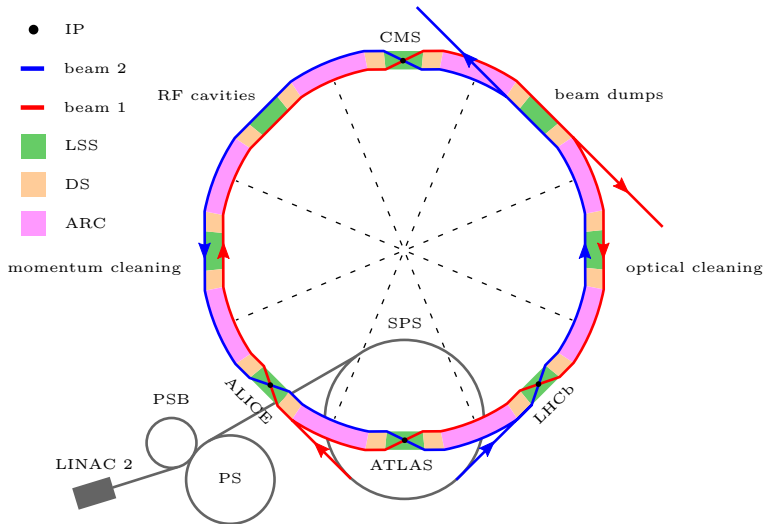 IP
beam 2
beam 1
LSS
DS
ARC
CMS
RF cavities
beam dumps
momentum cleaning
optical cleaning
SPS
ALICE
LHCb
PSB
ATLAS
LINAC 2
PS